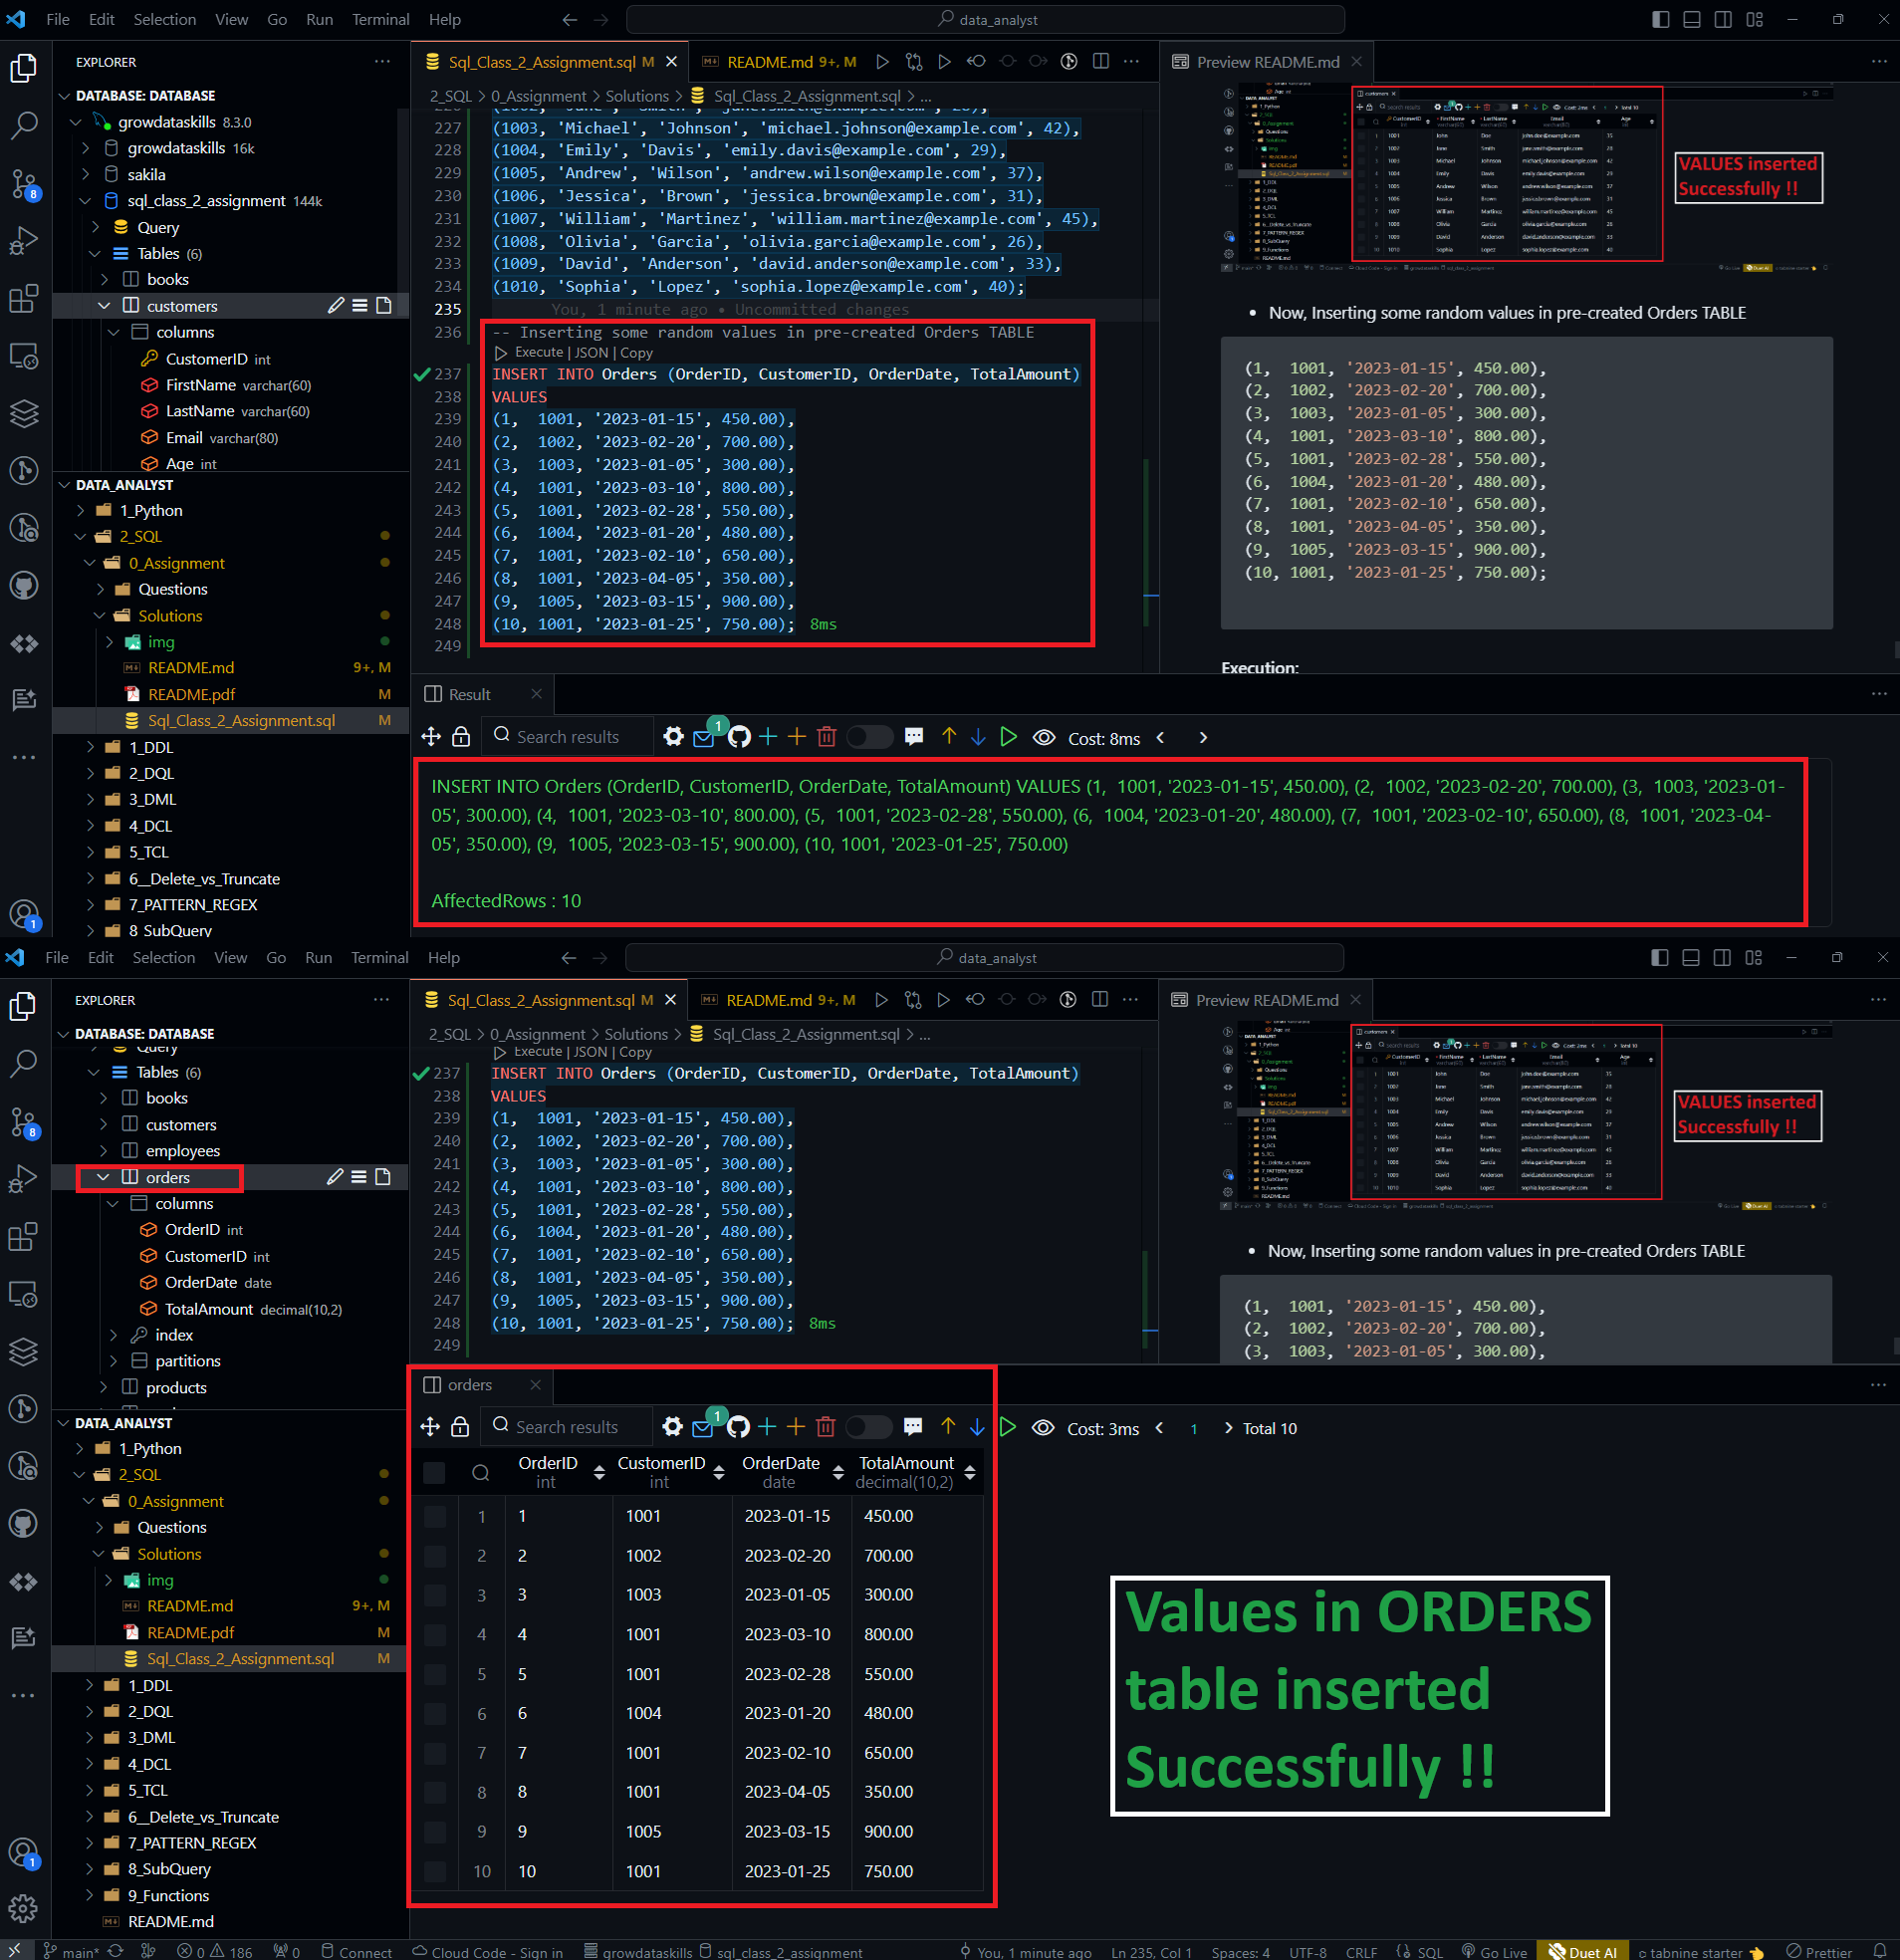 File Edit Selection View Go Run Terminal Help
data_analyst
EXPLORER
DATABASE: DATABASE
growdataskills 8.3.0
growdataskills 16k
sakila
sql_class_2_assignment 144k
Query
Tables (6)
books
customers
columns
CustomerID int
FirstName varchar(60)
LastName varchar(60)
Email varchar(80)
Age int
DATA_ANALYST
1_Python
2_SQL
0_Assignment
Questions
Solutions
img
README.md 9+, M
README.pdf M
Sql_Class_2_Assignment.sql M
1_DDL
2_DQL
3_DML
4_DCL
5_TCL
6__Delete_vs_Truncate
7_PATTERN_REGEX
8_SubQuery
8
1
Sql_Class_2_Assignment.sql M
README.md 9+, M
2_SQL > 0_Assignment > Solutions > Sql_Class_2_Assignment.sql > ...
227 (1003, 'Michael', 'Johnson', 'michael.johnson@example.com', 42),
228 (1004, 'Emily', 'Davis', 'emily.davis@example.com', 29),
229 (1005, 'Andrew', 'Wilson', 'andrew.wilson@example.com', 37),
230 (1006, 'Jessica', 'Brown', 'jessica.brown@example.com', 31),
231 (1007, 'William', 'Martinez', 'william.martinez@example.com', 45),
232 (1008, 'Olivia', 'Garcia', 'olivia.garcia@example.com', 26),
233 (1009, 'David', 'Anderson', 'david.anderson@example.com', 33),
234 (1010, 'Sophia', 'Lopez', 'sophia.lopez@example.com', 40);
235 You, 1 minute ago • Uncommitted changes
236 -- Inserting some random values in pre-created Orders TABLE
Execute | JSON | Copy
237 INSERT INTO Orders (OrderID, CustomerID, OrderDate, TotalAmount)
238 VALUES
239 (1,  1001, '2023-01-15', 450.00),
240 (2,  1002, '2023-02-20', 700.00),
241 (3,  1003, '2023-01-05', 300.00),
242 (4,  1001, '2023-03-10', 800.00),
243 (5,  1001, '2023-02-28', 550.00),
244 (6,  1004, '2023-01-20', 480.00),
245 (7,  1001, '2023-02-10', 650.00),
246 (8,  1001, '2023-04-05', 350.00),
247 (9,  1005, '2023-03-15', 900.00),
248 (10, 1001, '2023-01-25', 750.00); 8ms
249
Preview README.md
VALUES inserted
Successfully !!
• Now, Inserting some random values in pre-created Orders TABLE
(1,  1001, '2023-01-15', 450.00),
(2,  1002, '2023-02-20', 700.00),
(3,  1003, '2023-01-05', 300.00),
(4,  1001, '2023-03-10', 800.00),
(5,  1001, '2023-02-28', 550.00),
(6,  1004, '2023-01-20', 480.00),
(7,  1001, '2023-02-10', 650.00),
(8,  1001, '2023-04-05', 350.00),
(9,  1005, '2023-03-15', 900.00),
(10, 1001, '2023-01-25', 750.00);
Execution:
Result
Search results 1 Cost: 8ms
INSERT INTO Orders (OrderID, CustomerID, OrderDate, TotalAmount) VALUES (1,  1001, '2023-01-15', 450.00), (2,  1002, '2023-02-20', 700.00), (3,  1003, '2023-01-
05', 300.00), (4,  1001, '2023-03-10', 800.00), (5,  1001, '2023-02-28', 550.00), (6,  1004, '2023-01-20', 480.00), (7,  1001, '2023-02-10', 650.00), (8,  1001, '2023-04-
05', 350.00), (9,  1005, '2023-03-15', 900.00), (10, 1001, '2023-01-25', 750.00)
AffectedRows : 10
File Edit Selection View Go Run Terminal Help
data_analyst
EXPLORER
DATABASE: DATABASE
Query
Tables (6)
books
customers
employees
orders
columns
OrderID int
CustomerID int
OrderDate date
TotalAmount decimal(10,2)
index
partitions
products
DATA_ANALYST
1_Python
2_SQL
0_Assignment
Questions
Solutions
img
README.md 9+, M
README.pdf M
Sql_Class_2_Assignment.sql M
1_DDL
2_DQL
3_DML
4_DCL
5_TCL
6__Delete_vs_Truncate
7_PATTERN_REGEX
8_SubQuery
9_Functions
README.md
8
1
Sql_Class_2_Assignment.sql M
README.md 9+, M
2_SQL > 0_Assignment > Solutions > Sql_Class_2_Assignment.sql > ...
Execute | JSON | Copy
237 INSERT INTO Orders (OrderID, CustomerID, OrderDate, TotalAmount)
238 VALUES
239 (1,  1001, '2023-01-15', 450.00),
240 (2,  1002, '2023-02-20', 700.00),
241 (3,  1003, '2023-01-05', 300.00),
242 (4,  1001, '2023-03-10', 800.00),
243 (5,  1001, '2023-02-28', 550.00),
244 (6,  1004, '2023-01-20', 480.00),
245 (7,  1001, '2023-02-10', 650.00),
246 (8,  1001, '2023-04-05', 350.00),
247 (9,  1005, '2023-03-15', 900.00),
248 (10, 1001, '2023-01-25', 750.00); 8ms
249
Preview README.md
VALUES inserted
Successfully !!
• Now, Inserting some random values in pre-created Orders TABLE
(1,  1001, '2023-01-15', 450.00),
(2,  1002, '2023-02-20', 700.00),
(3,  1003, '2023-01-05', 300.00),
orders
Search results 1 Cost: 3ms 1 Total 10
OrderID CustomerID OrderDate TotalAmount
int int date decimal(10,2)
1 1 1001 2023-01-15 450.00
2 2 1002 2023-02-20 700.00
3 3 1003 2023-01-05 300.00
4 4 1001 2023-03-10 800.00
5 5 1001 2023-02-28 550.00
6 6 1004 2023-01-20 480.00
7 7 1001 2023-02-10 650.00
8 8 1001 2023-04-05 350.00
9 9 1005 2023-03-15 900.00
10 10 1001 2023-01-25 750.00
Values in ORDERS
table inserted
Successfully !!
main* 0 186 0 Connect Cloud Code - Sign in growdataskills sql_class_2_assignment You, 1 minute ago Ln 235, Col 1 Spaces: 4 UTF-8 CRLF SQL Go Live Duet AI tabnine starter Prettier